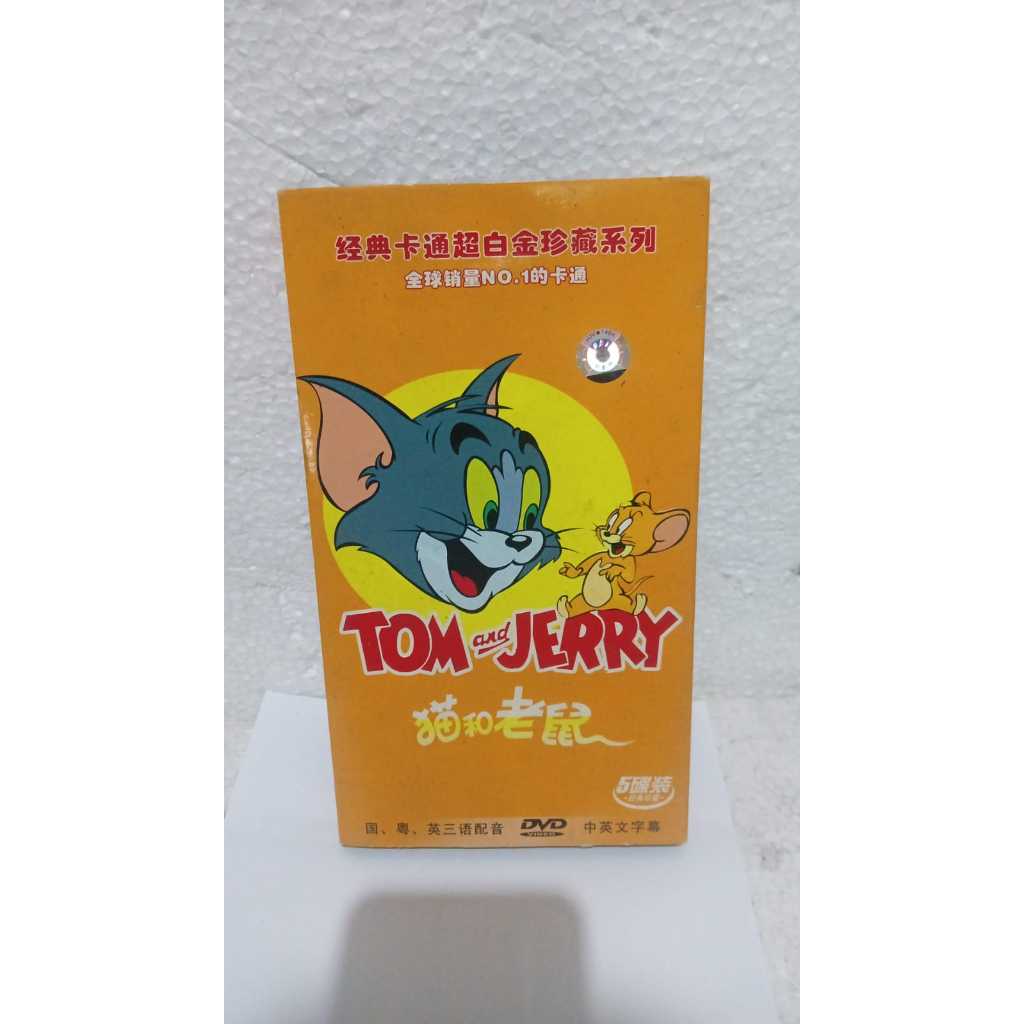 经典卡通超白金珍藏系列
全球销量NO.1的卡通
TOM and JERRY
猫和老鼠
5碟装
国、粤、英三语配音 DVD VIDEO 中英文字幕